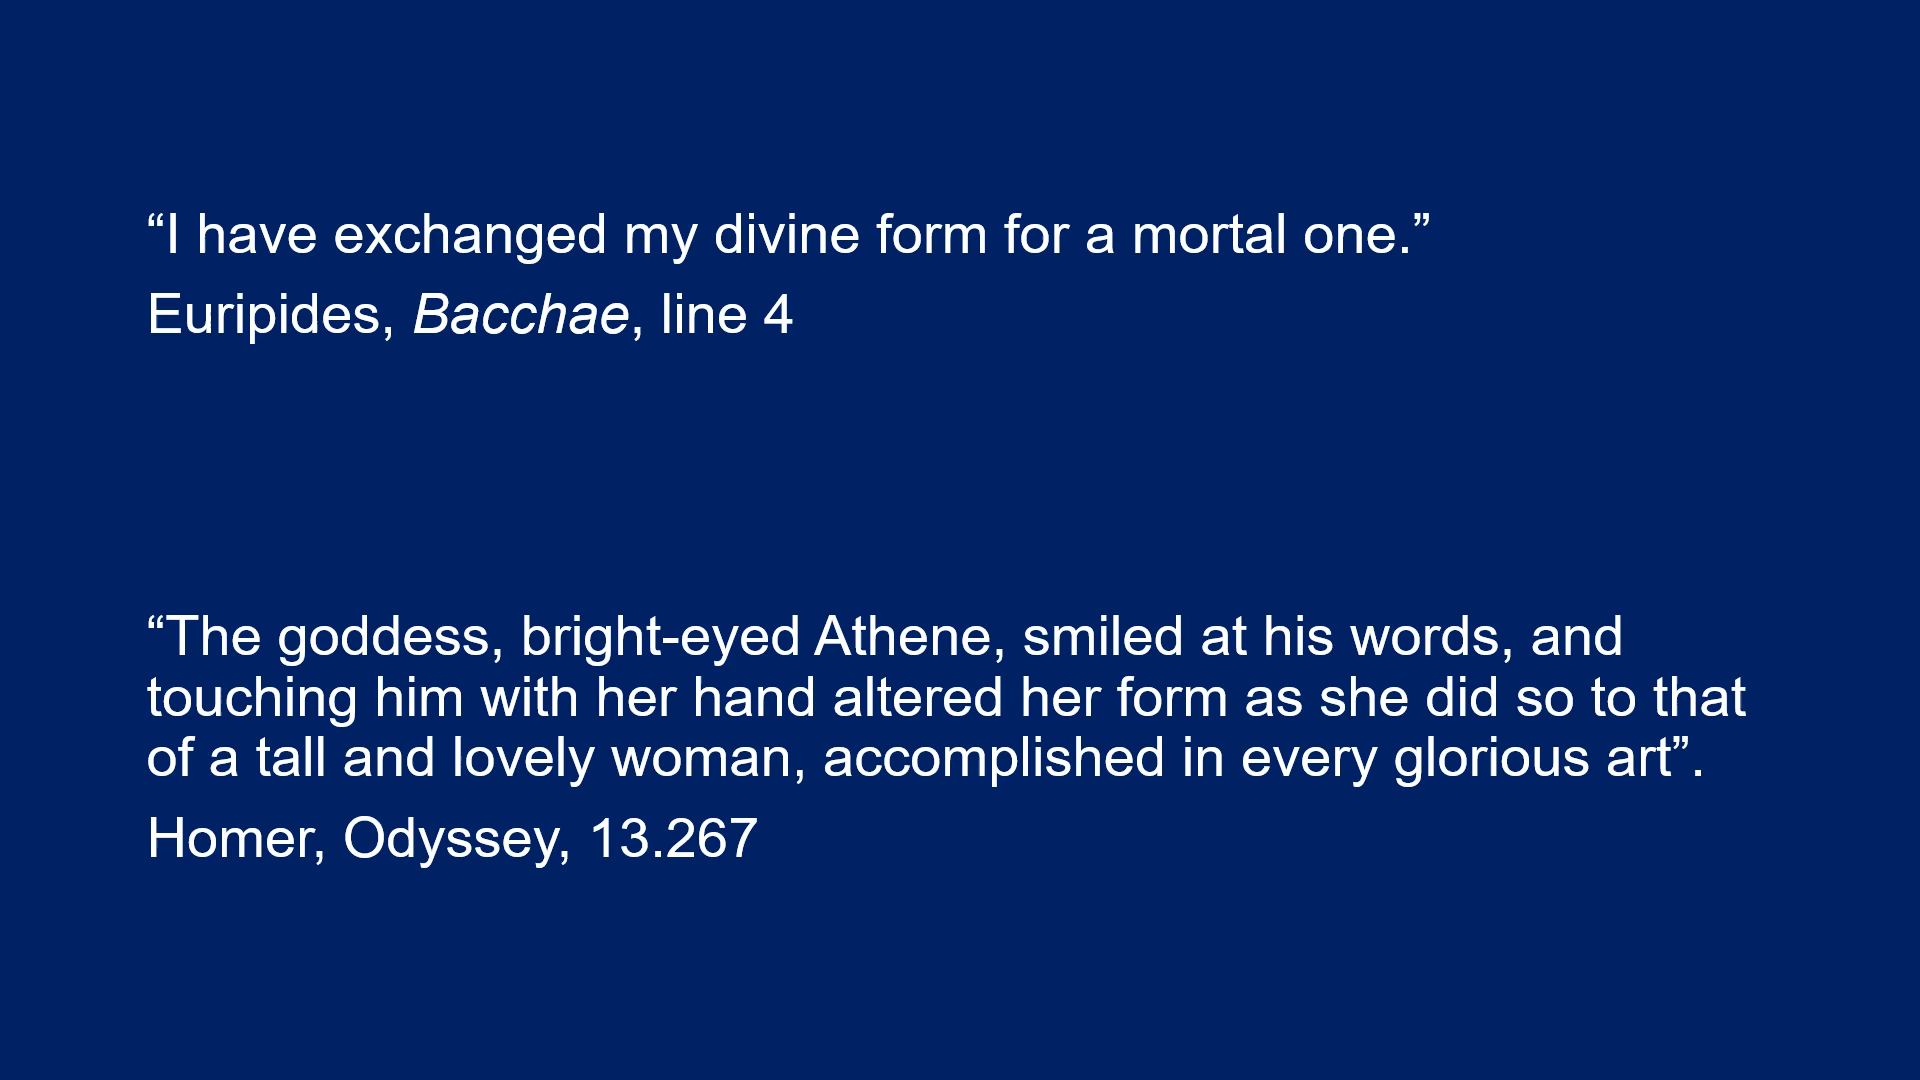 “I have exchanged my divine form for a mortal one.”
Euripides, Bacchae, line 4
“The goddess, bright-eyed Athene, smiled at his words, and
touching him with her hand altered her form as she did so to that
of a tall and lovely woman, accomplished in every glorious art”.
Homer, Odyssey, 13.267